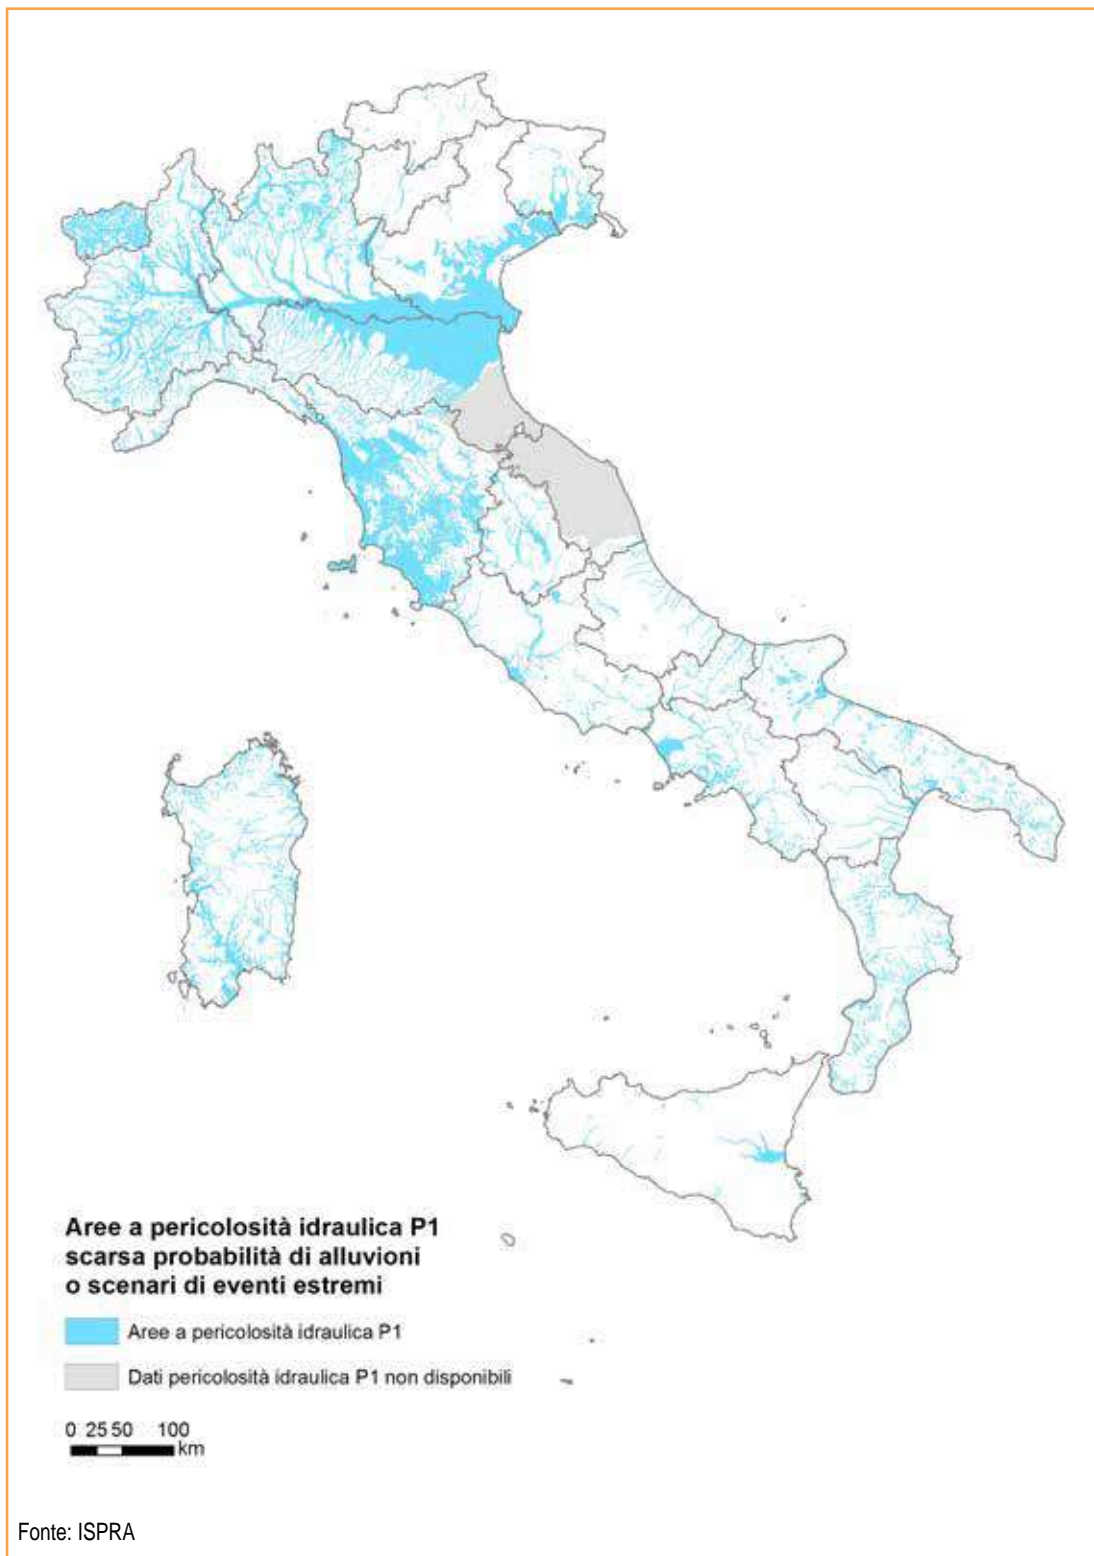 Aree a pericolosità idraulica P1
scarsa probabilità di alluvioni
o scenari di eventi estremi
Aree a pericolosità idraulica P1
Dati pericolosità idraulica P1 non disponibili
0 25 50 100
km
Fonte: ISPRA